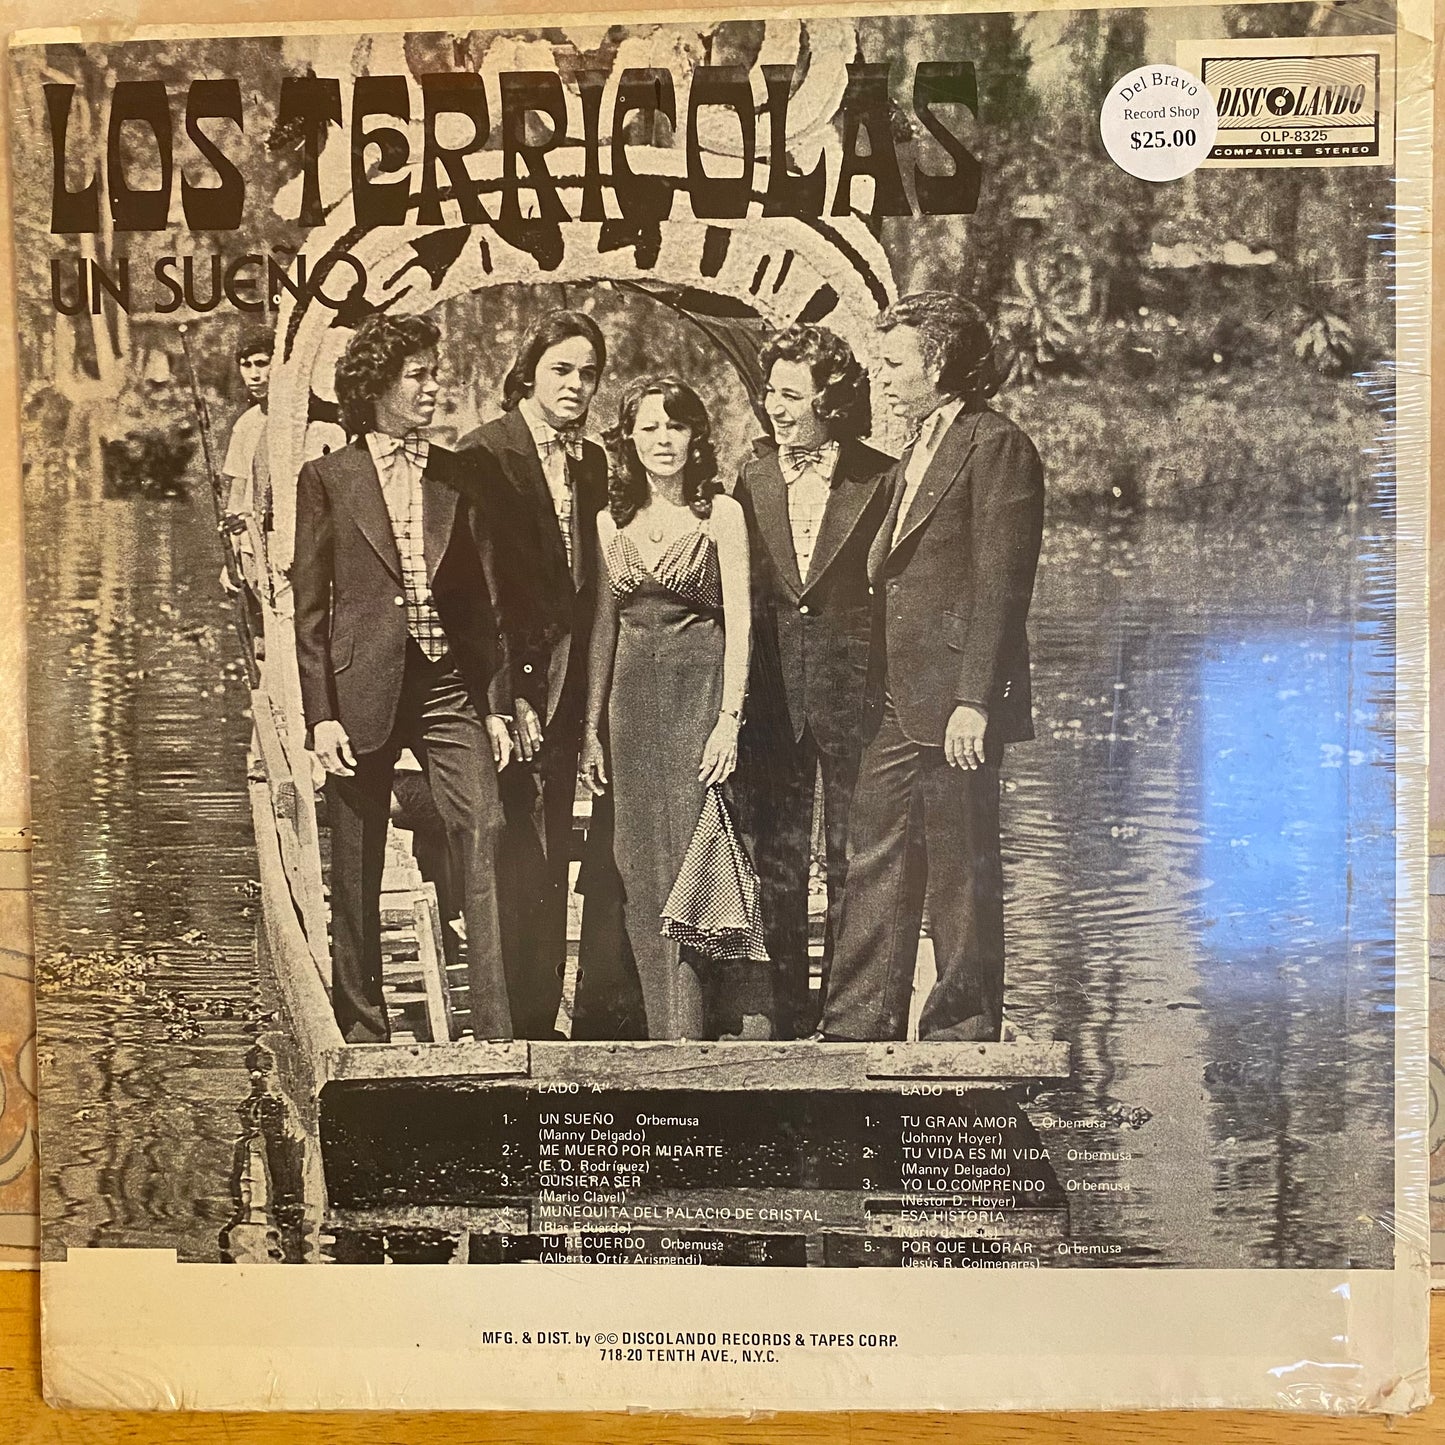 LOS TERRICOLAS
UN SUEÑO
Del Bravo
Record Shop
$25.00
DISCOLANDO
OLP-8325
COMPATIBLE STEREO
LADO "A"
1.- UN SUEÑO Orbemusa
(Manny Delgado)
2.- ME MUERO POR MIRARTE
(E. O. Rodríguez)
3.- QUISIERA SER
(Mario Clavel)
4.- MUÑEQUITA DEL PALACIO DE CRISTAL
(Blas Eduardo)
5.- TU RECUERDO Orbemusa
(Alberto Ortíz Arismendi)
LADO "B"
1.- TU GRAN AMOR Orbemusa
(Johnny Hoyer)
2.- TU VIDA ES MI VIDA Orbemusa
(Manny Delgado)
3.- YO LO COMPRENDO Orbemusa
(Néstor D. Hoyer)
4.- ESA HISTORIA
(Mario de Jesús)
5.- POR QUE LLORAR Orbemusa
(Jesús R. Colmenares)
MFG. & DIST. by ℗© DISCOLANDO RECORDS & TAPES CORP.
718-20 TENTH AVE., N.Y.C.